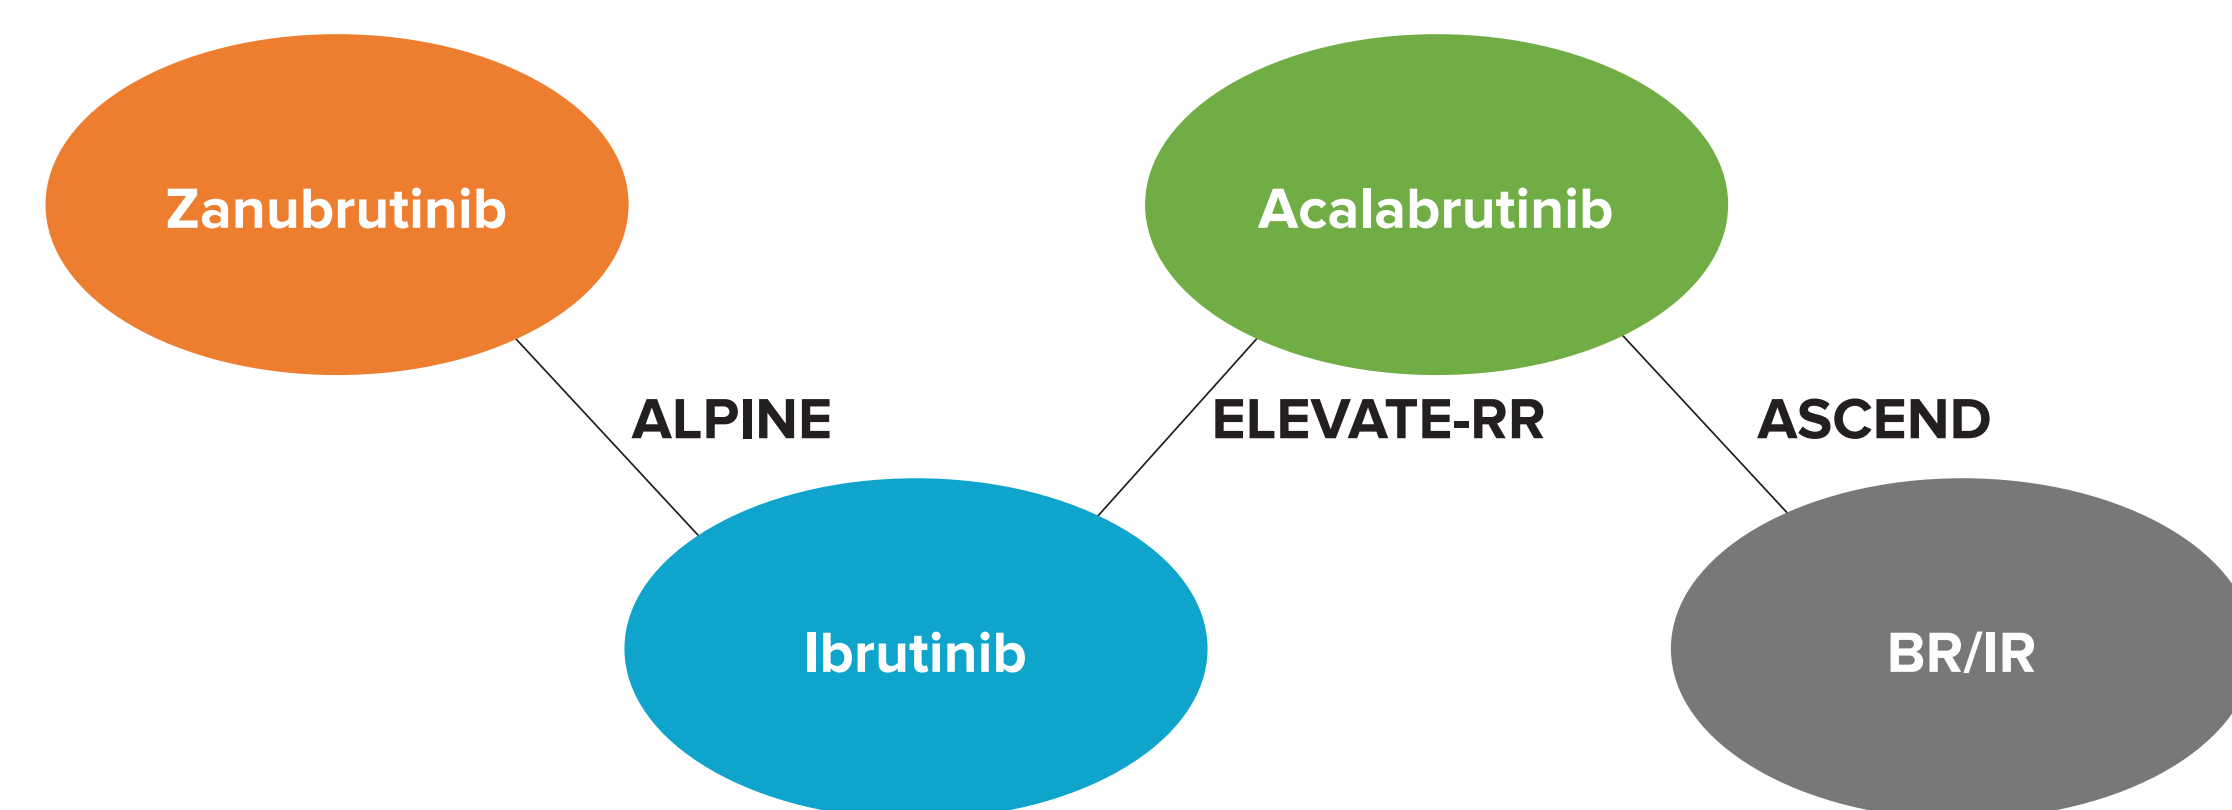 Zanubrutinib
Acalabrutinib
ALPINE
ELEVATE-RR
ASCEND
Ibrutinib
BR/IR